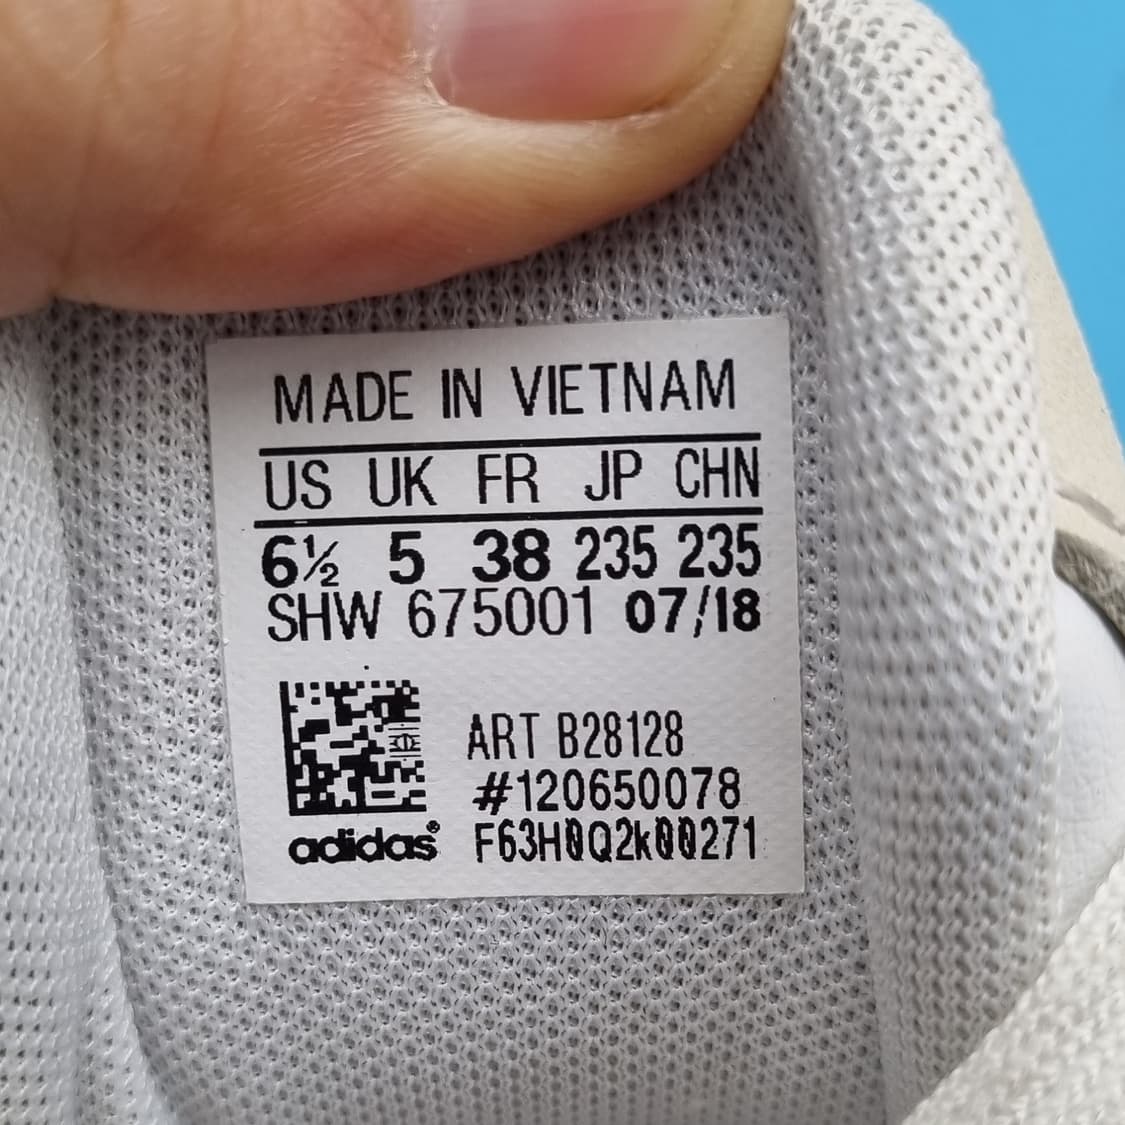 MADE IN VIETNAM
US UK FR JP CHN
6½ 5 38 235 235
SHW 675001 07/18
ART B28128
#120650078
adidas® F63H0Q2k00271